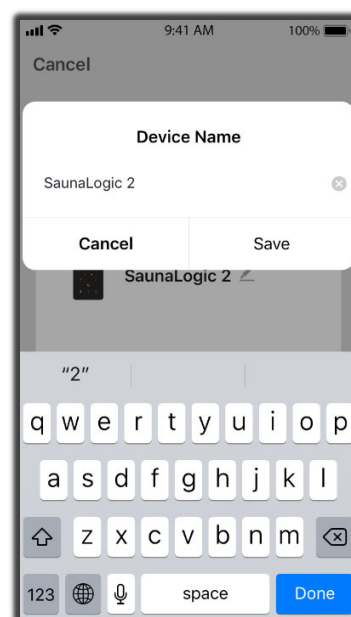 9:41 AM 100%
Cancel
Device Name
SaunaLogic 2
Cancel Save
SaunaLogic 2
"2"
q w e r t y u i o p
a s d f g h j k l
z x c v b n m
123 space Done